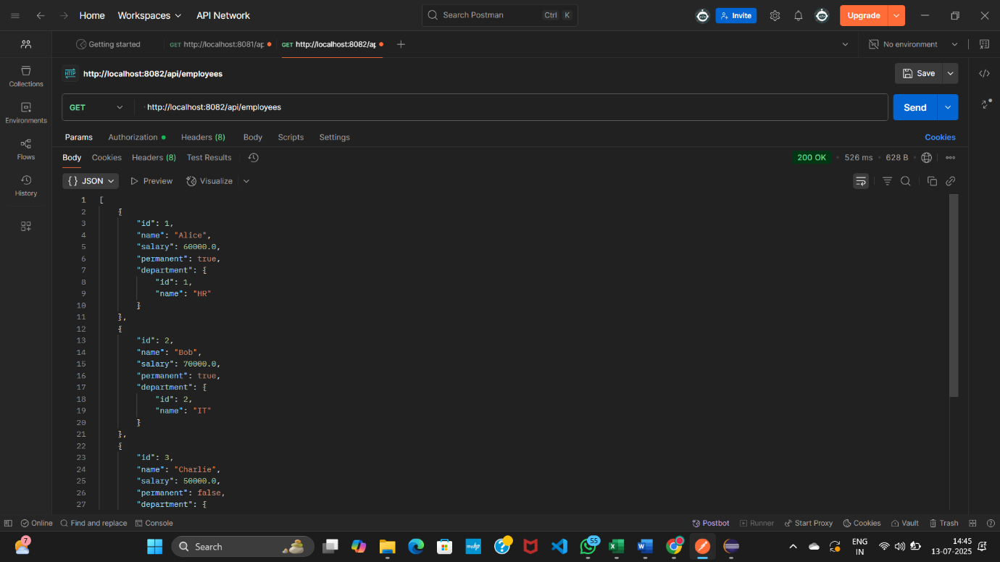 Home Workspaces API Network Search Postman Ctrl K Invite Upgrade
Getting started GET http://localhost:8081/ap GET http://localhost:8082/ap No environment
HTTP http://localhost:8082/api/employees Save
Collections
GET http://localhost:8082/api/employees Send
Environments
Params Authorization Headers (8) Body Scripts Settings Cookies
Flows
Body Cookies Headers (8) Test Results 200 OK 526 ms 628 B
History
{} JSON Preview Visualize
1 [
2 {
3 "id": 1,
4 "name": "Alice",
5 "salary": 60000.0,
6 "permanent": true,
7 "department": {
8 "id": 1,
9 "name": "HR"
10 }
11 },
12 {
13 "id": 2,
14 "name": "Bob",
15 "salary": 70000.0,
16 "permanent": true,
17 "department": {
18 "id": 2,
19 "name": "IT"
20 }
21 },
22 {
23 "id": 3,
24 "name": "Charlie",
25 "salary": 50000.0,
26 "permanent": false,
27 "department": {
Online Find and replace Console Postbot Runner Start Proxy Cookies Vault Trash
7 Search myhp 55 ENG 14:45
IN 13-07-2025